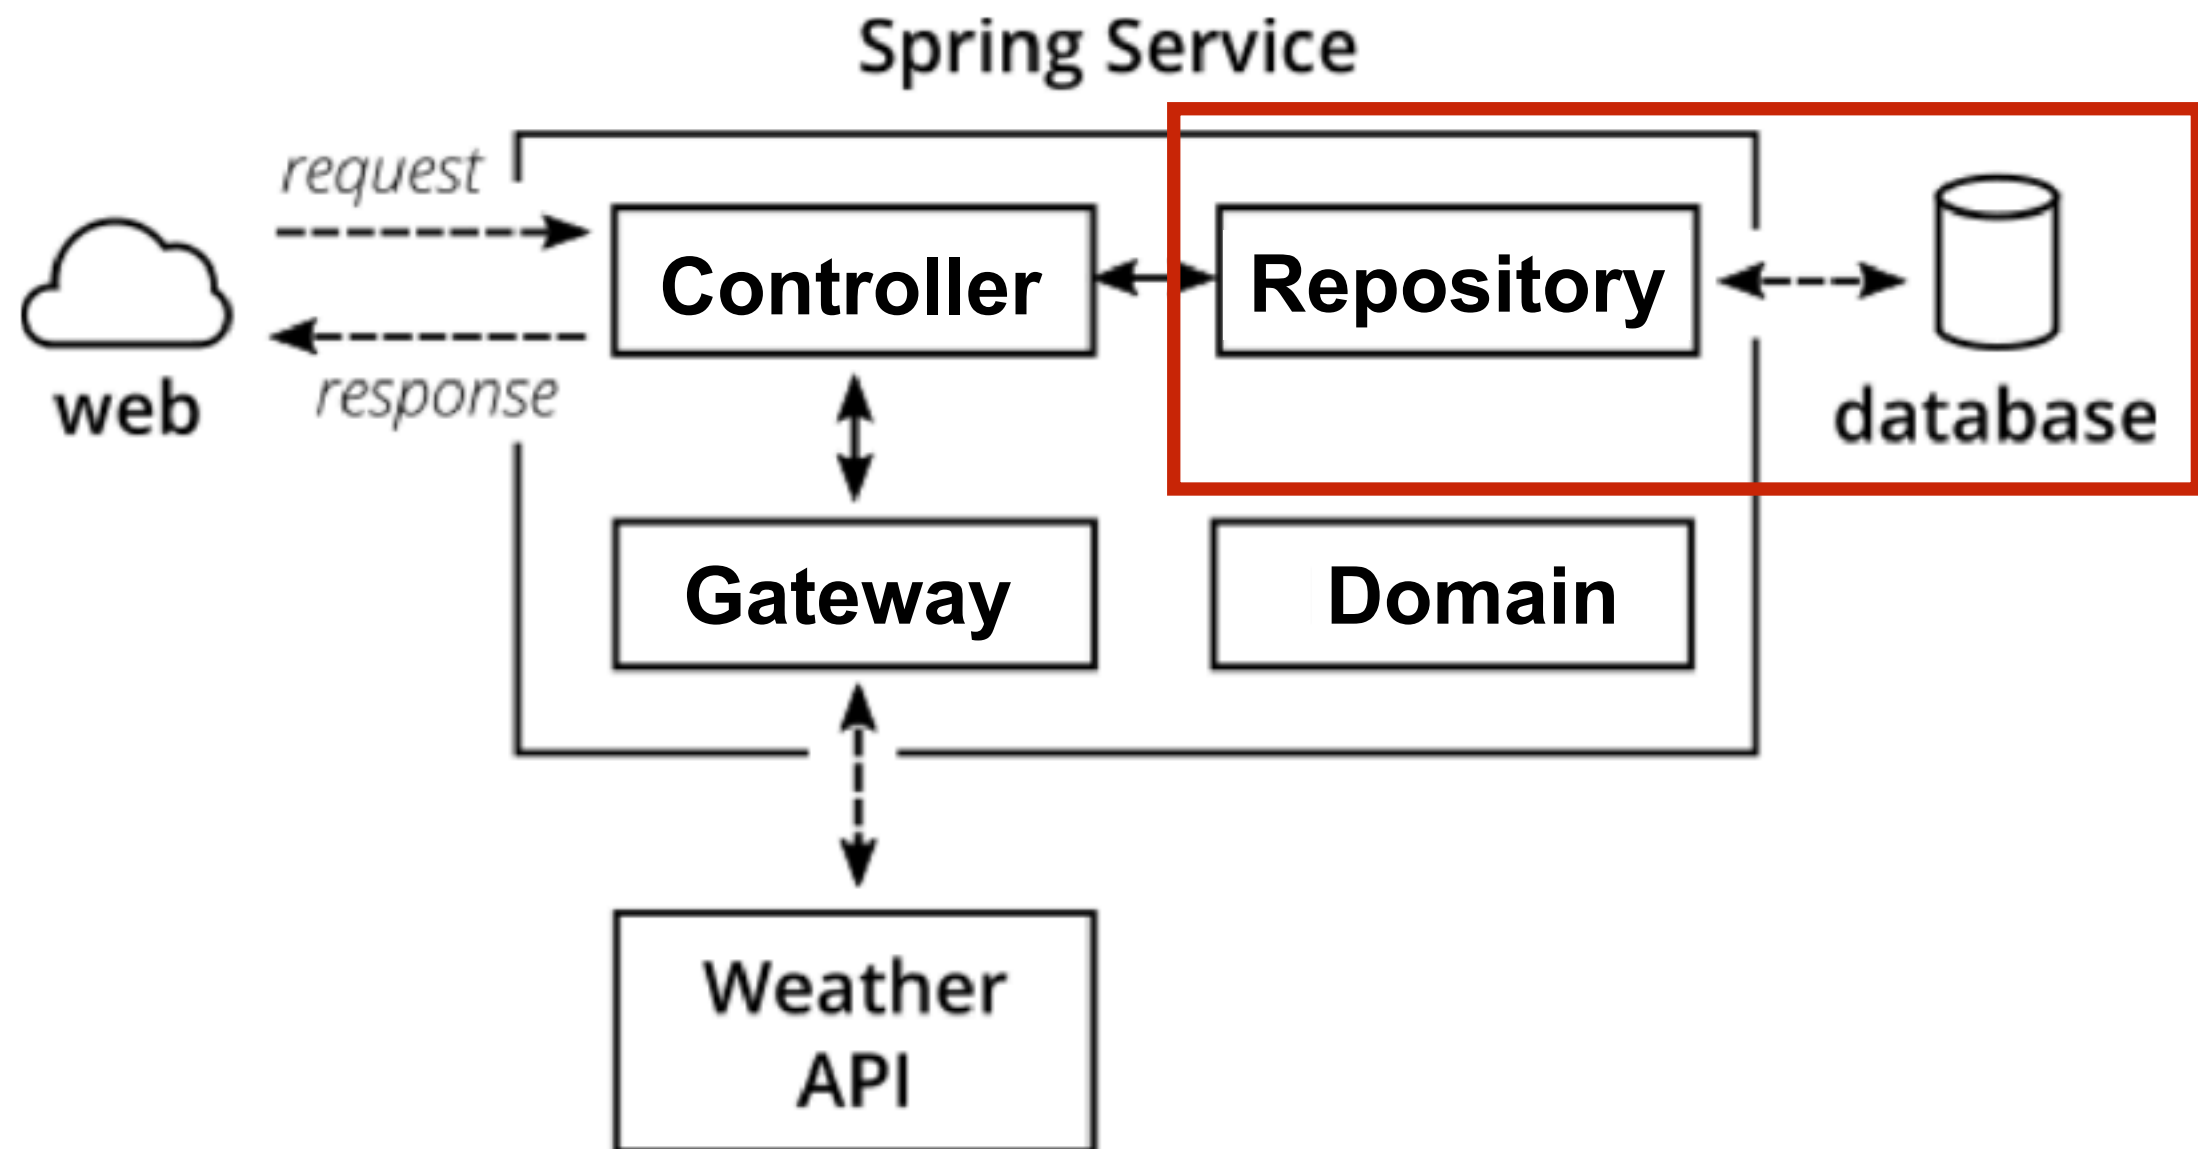 Spring Service
request
Controller
Repository
web
response
database
Gateway
Domain
Weather
API